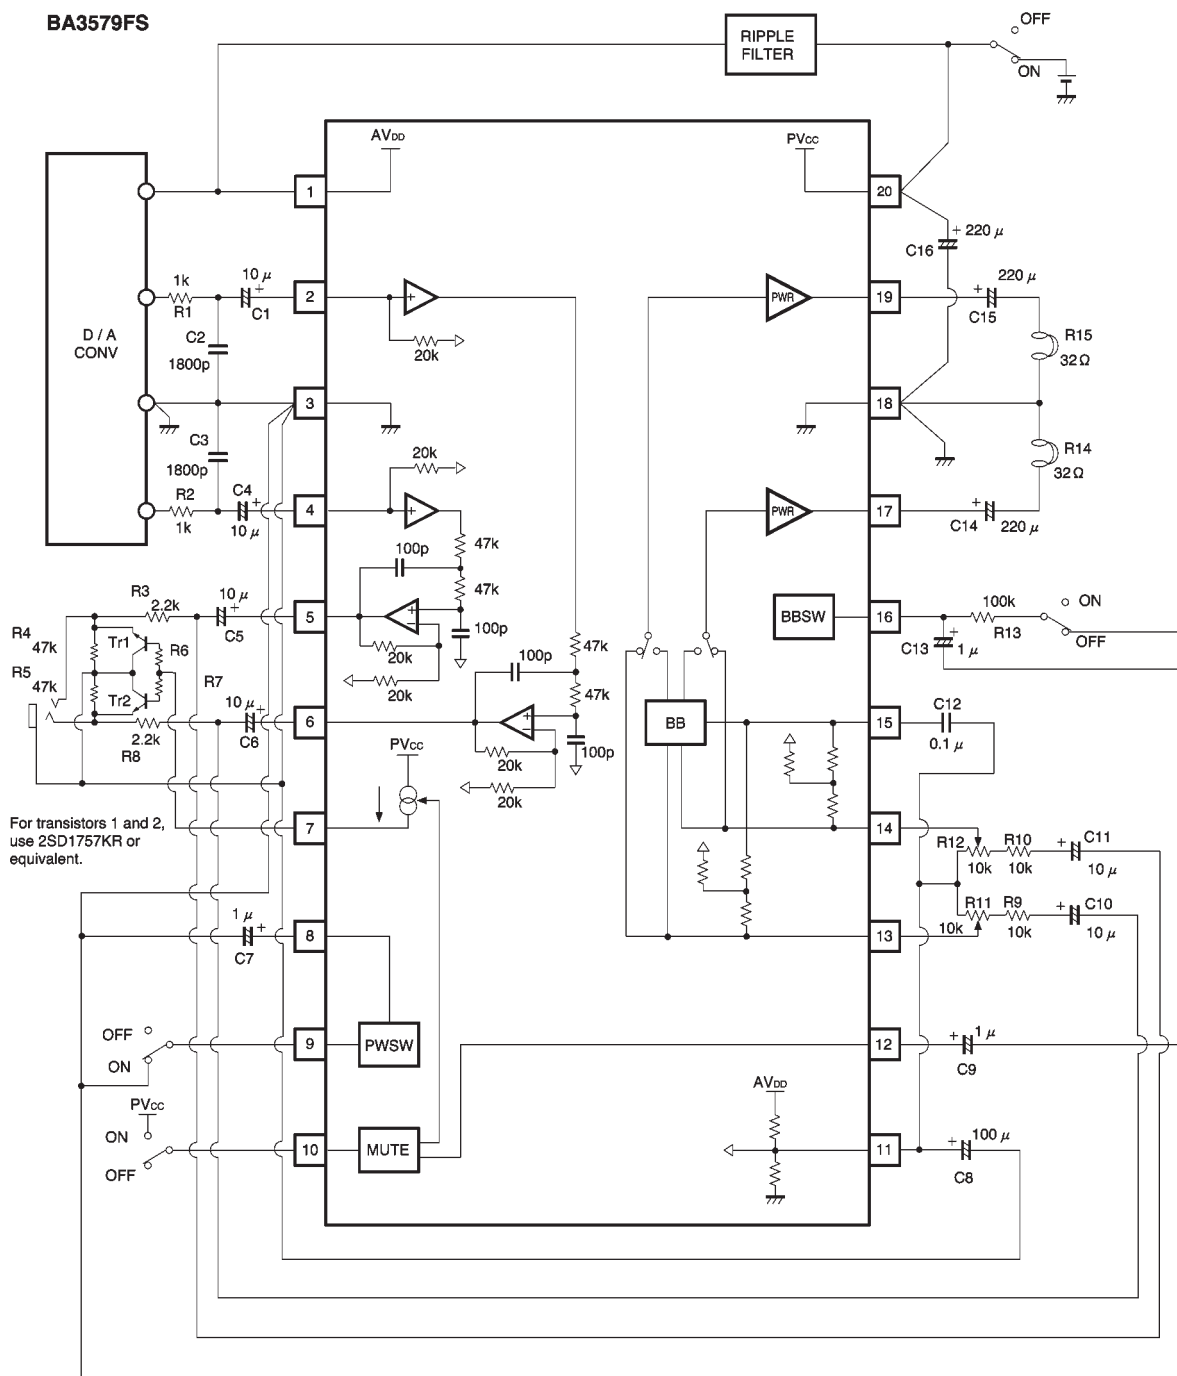 BA3579FS
OFF
RIPPLE
FILTER
ON
AVDD
PVCC
1
20
+ 220 μ
C16
1k
10 μ
+
R1
C1
2
+
PWR
19
220 μ
+
C15
D / A
CONV
C2
1800p
20k
R15
32Ω
3
18
C3
1800p
20k
R14
32Ω
R2
C4
+
1k
10 μ
4
+
PWR
17
+
C14
220 μ
47k
100p
47k
R3
2.2k
10 μ
+
C5
5
+
−
100p
BBSW
16
100k
ON
R13
OFF
C13
+
1 μ
R4
47k
Tr1
R6
20k
47k
R5
47k
Tr2
R7
20k
100p
47k
10 μ
+
C6
6
+
−
100p
BB
15
C12
0.1 μ
2.2k
R8
PVCC
20k
20k
For transistors 1 and 2,
use 2SD1757KR or
equivalent.
7
14
R12
R10
+
C11
10k
10k
10 μ
R11
R9
+
C10
10k
10k
10 μ
1 μ
+
C7
8
13
OFF
ON
9
PWSW
12
+
1 μ
C9
PVCC
ON
OFF
10
MUTE
AVDD
11
+
100 μ
C8